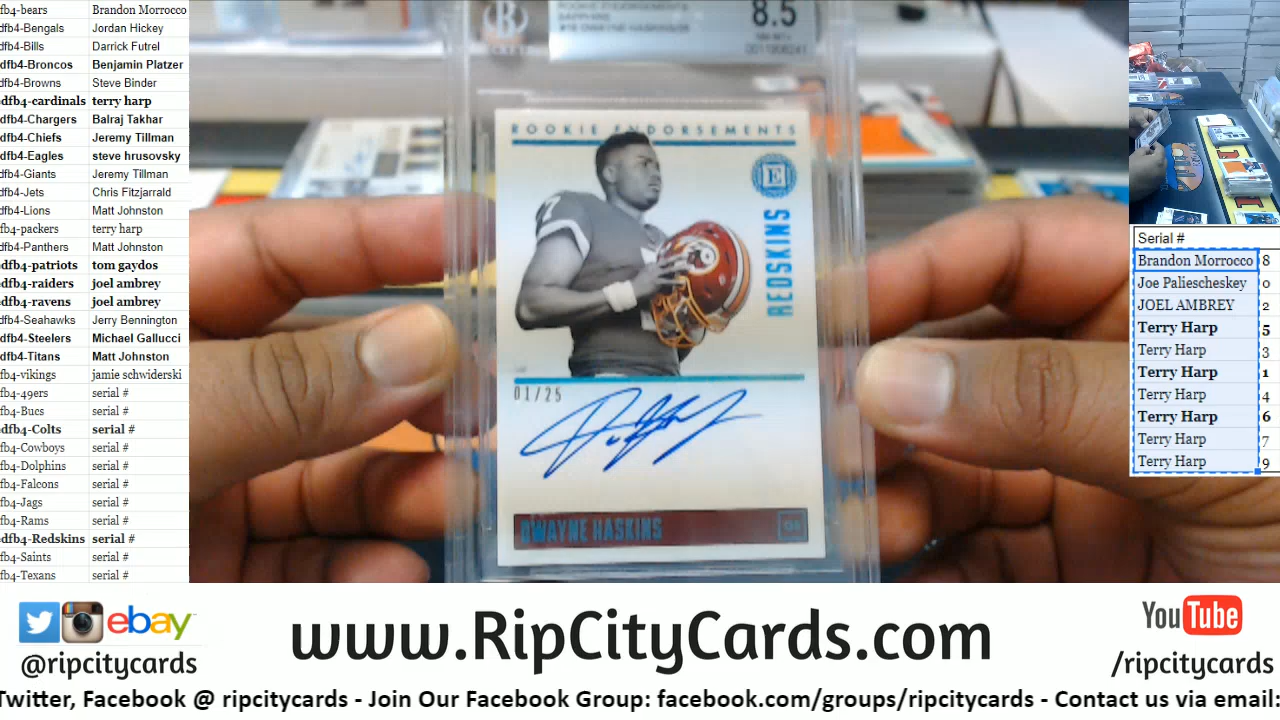 fb4-bears Brandon Morrocco
dfb4-Bengals Jordan Hickey
dfb4-Bills Darrick Futrel
dfb4-Broncos Benjamin Platzer
dfb4-Browns Steve Binder
dfb4-cardinals terry harp
dfb4-Chargers Balraj Takhar
dfb4-Chiefs Jeremy Tillman
dfb4-Eagles steve hrusovsky
dfb4-Giants Jeremy Tillman
dfb4-Jets Chris Fitzjarrald
dfb4-Lions Matt Johnston
fb4-packers terry harp
dfb4-Panthers Matt Johnston
dfb4-patriots tom gaydos
dfb4-raiders joel ambrey
dfb4-ravens joel ambrey
dfb4-Seahawks Jerry Bennington
dfb4-Steelers Michael Gallucci
dfb4-Titans Matt Johnston
fb4-vikings jamie schwiderski
fb4-49ers serial #
fb4-Bucs serial #
dfb4-Colts serial #
fb4-Cowboys serial #
fb4-Dolphins serial #
fb4-Falcons serial #
fb4-Jags serial #
fb4-Rams serial #
dfb4-Redskins serial #
fb4-Saints serial #
fb4-Texans serial #
8.5
ROOKIE ENDORSEMENTS
E
REDSKINS
01/25
DWAYNE HASKINS
QB
Serial #
Brandon Morrocco 8
Joe Paliescheskey 0
JOEL AMBREY 2
Terry Harp 5
Terry Harp 3
Terry Harp 1
Terry Harp 4
Terry Harp 6
Terry Harp 7
Terry Harp 9
ebay
@ripcitycards
www.RipCityCards.com
YouTube
/ripcitycards
Twitter, Facebook @ ripcitycards - Join Our Facebook Group: facebook.com/groups/ripcitycards - Contact us via email: